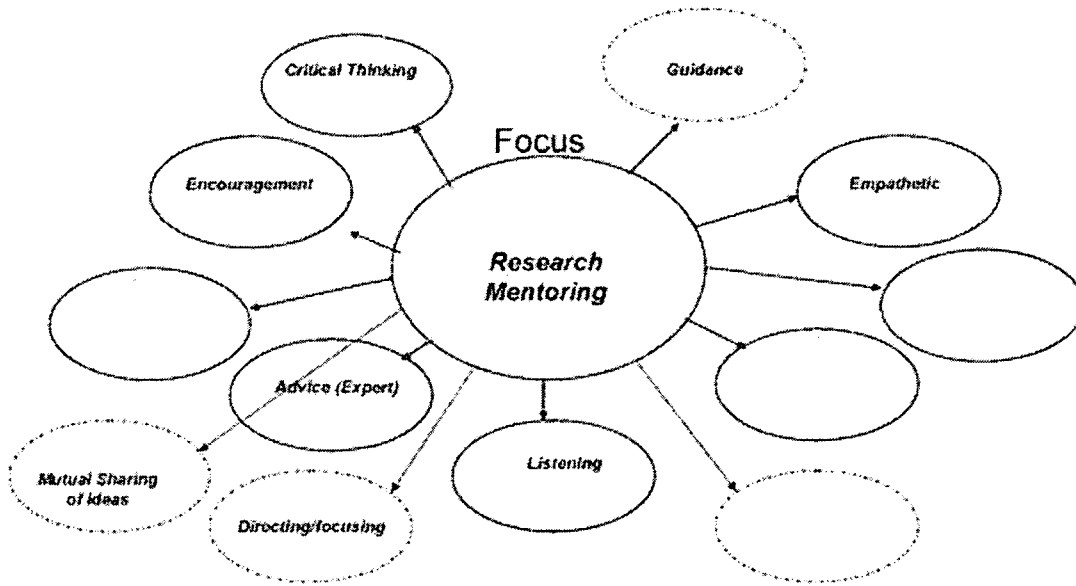 Critical Thinking
Guidance
Focus
Encouragement
Empathetic
Research
Mentoring
Advice (Expert)
Listening
Mutual Sharing
of ideas
Directing/focusing